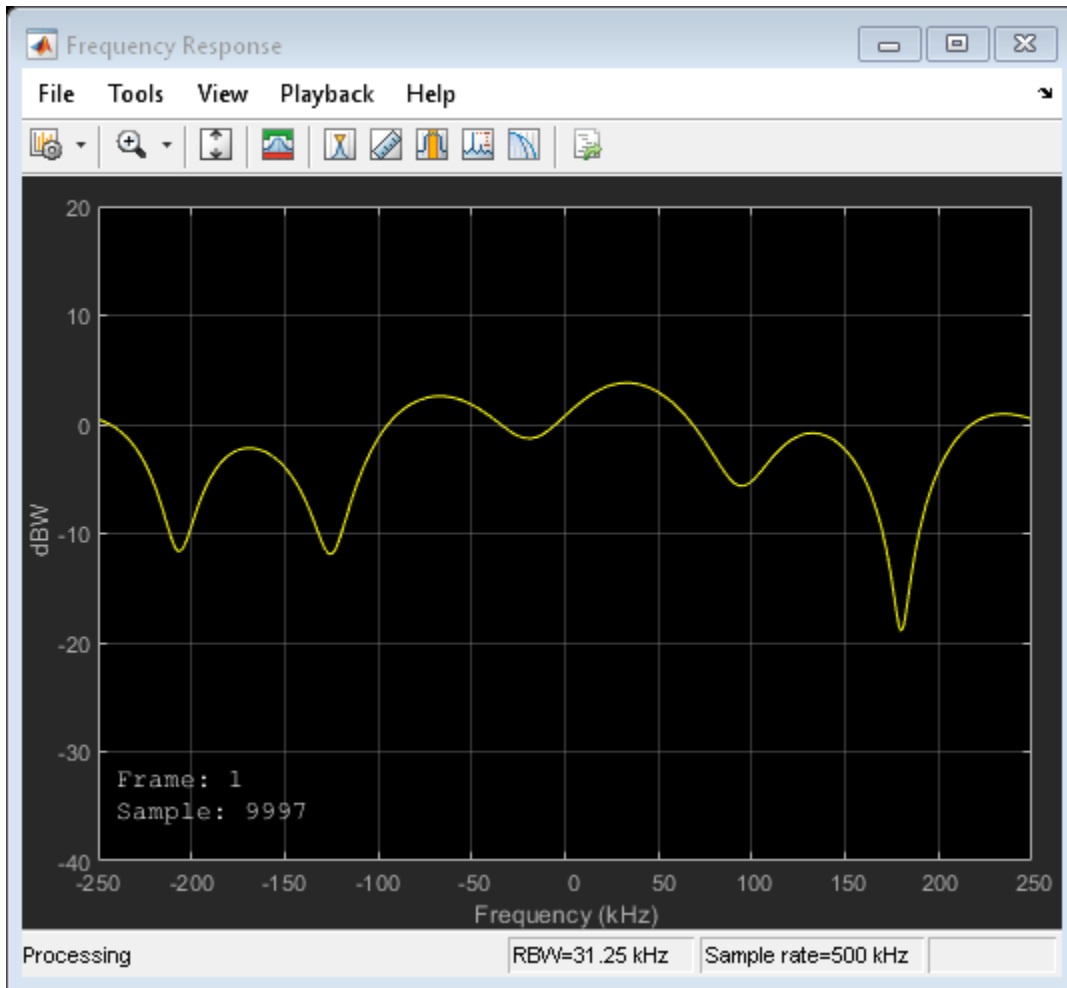 Frequency Response
File Tools View Playback Help
20
10
0
-10
-20
-30
-40
dBW
Frame: 1
Sample: 9997
-250 -200 -150 -100 -50 0 50 100 150 200 250
Frequency (kHz)
Processing RBW=31.25 kHz Sample rate=500 kHz